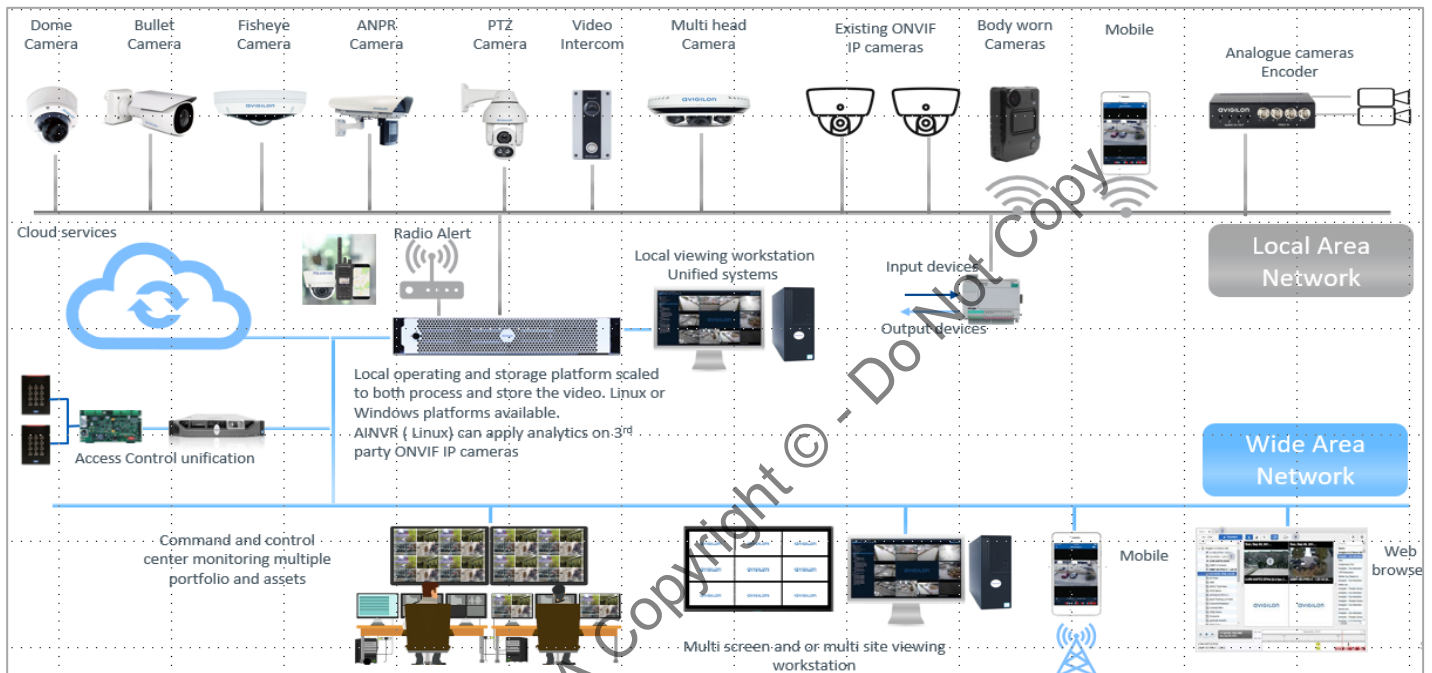 Dome
Camera
Bullet
Camera
Fisheye
Camera
ANPR
Camera
PTZ
Camera
Video
Intercom
Multi head
Camera
Existing ONVIF
IP cameras
Body worn
Cameras
Mobile
Analogue cameras
Encoder
AVIGILON
AVIGILON
AVIGILON
Local Area
Network
Cloud services
Radio Alert
Local viewing workstation
Unified systems
Input devices
Output devices
Local operating and storage platform scaled
to both process and store the video. Linux or
Windows platforms available.
AINVR ( Linux) can apply analytics on 3rd
party ONVIF IP cameras
Access Control unification
Wide Area
Network
Command and control
center monitoring multiple
portfolio and assets
Multi screen and or multi site viewing
workstation
Mobile
Web
browse
AVIGILON
AVIGILON
Copyright © - Do Not Copy